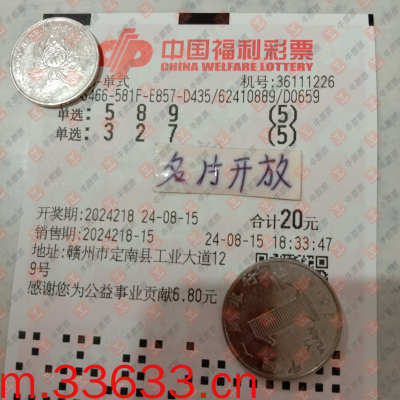 中国福利彩票
CHINA WELFARE LOTTERY
单式 机号:36111226
466-581F-E857-D435/62410889/D0659
单选: 5 8 9 (5)
单选: 3 2 7 (5)
名片开放
开奖期:2024218 24-08-15 合计20元
销售期:2024218-15 24-08-15 18:33:47
地址:赣州市定南县工业大道12
9号
感谢您为公益事业贡献6.80元
m.33633.cn